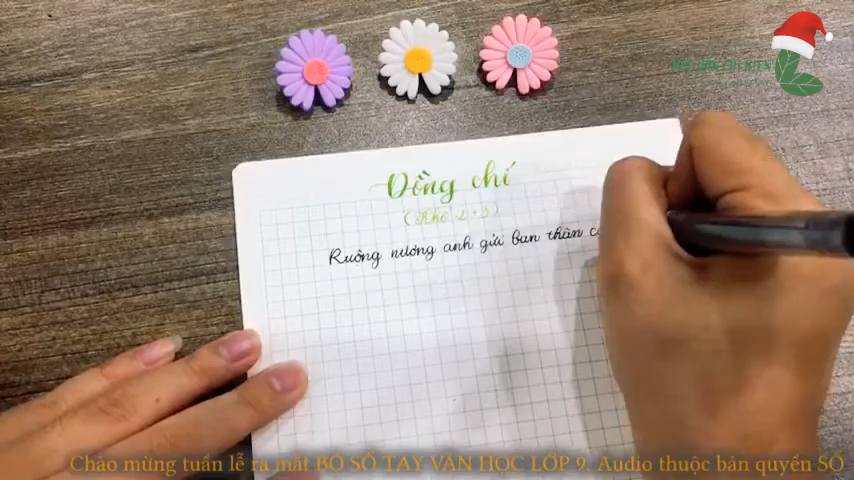 Đồng chí
(Khổ 2 + 3)
Ruộng nương anh gửi bạn thân
Chào mừng tuần lễ ra mắt BỘ SỔ TAY VĂN HỌC LỚP 9. Audio thuộc bản quyền SỔ